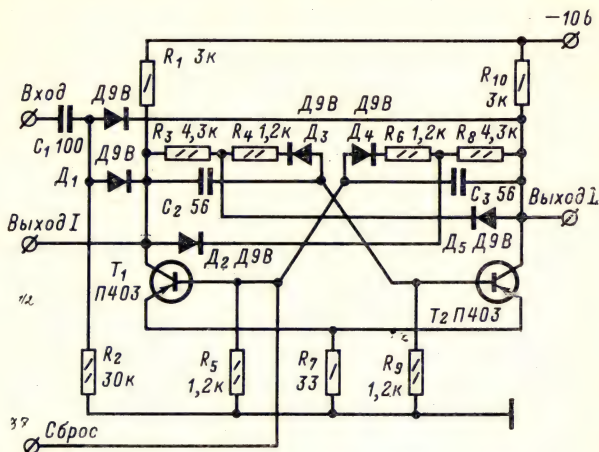 −10в
R1 3к
R10
3к
Вход
Д9В
Д9В Д9В
C1 100
R3 4,3к
R4 1,2к
Д3
Д4
R6 1,2к
R8 4,3к
Д9В
Д1
C2 56
C3 56
Выход I
Выход 2
Д2 Д9В
Д5 Д9В
T1
П403
T2 П403
R2
30к
R5
1,2к
R7
33
R9
1,2к
Сброс